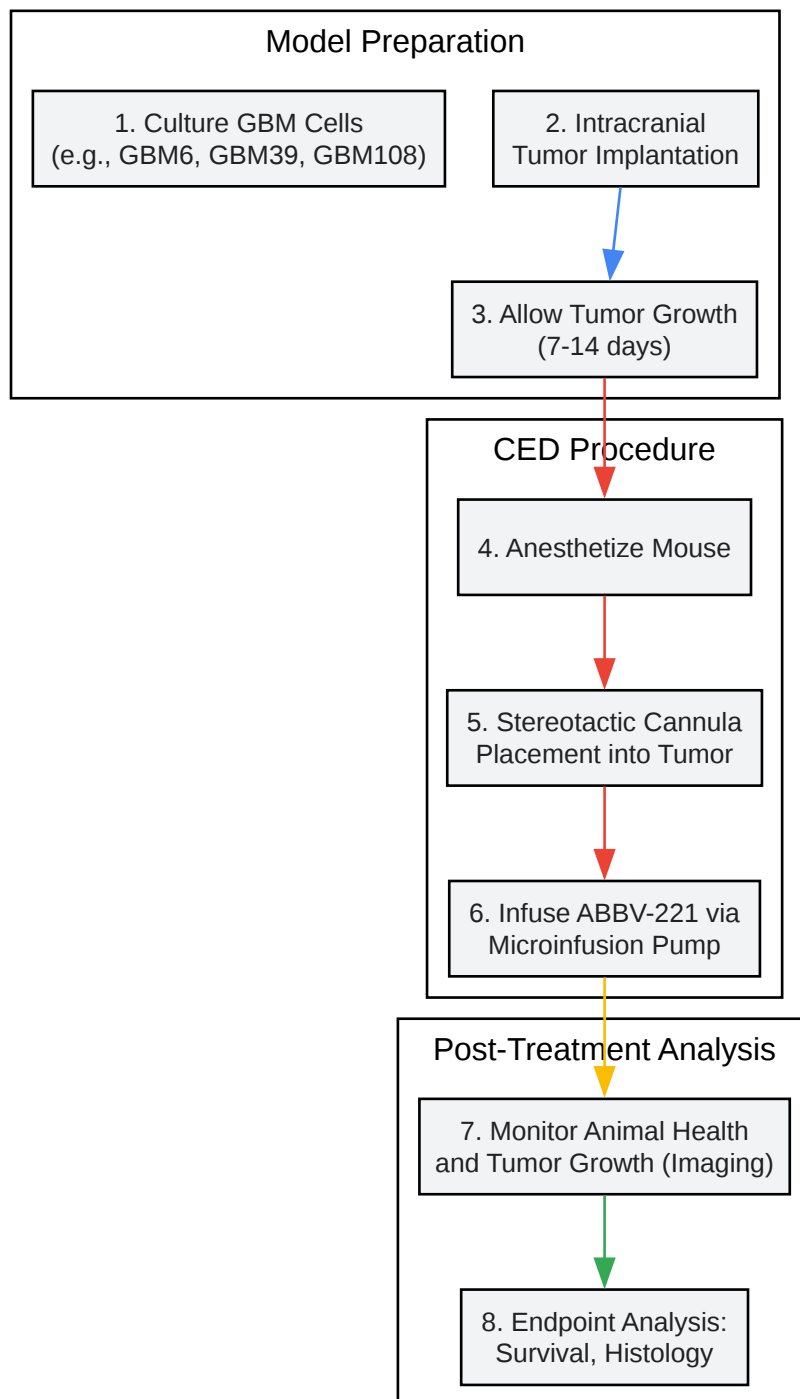 Model Preparation
1. Culture GBM Cells
(e.g., GBM6, GBM39, GBM108)
2. Intracranial
Tumor Implantation
3. Allow Tumor Growth
(7-14 days)
CED Procedure
4. Anesthetize Mouse
5. Stereotactic Cannula
Placement into Tumor
6. Infuse ABBV-221 via
Microinfusion Pump
Post-Treatment Analysis
7. Monitor Animal Health
and Tumor Growth (Imaging)
8. Endpoint Analysis:
Survival, Histology